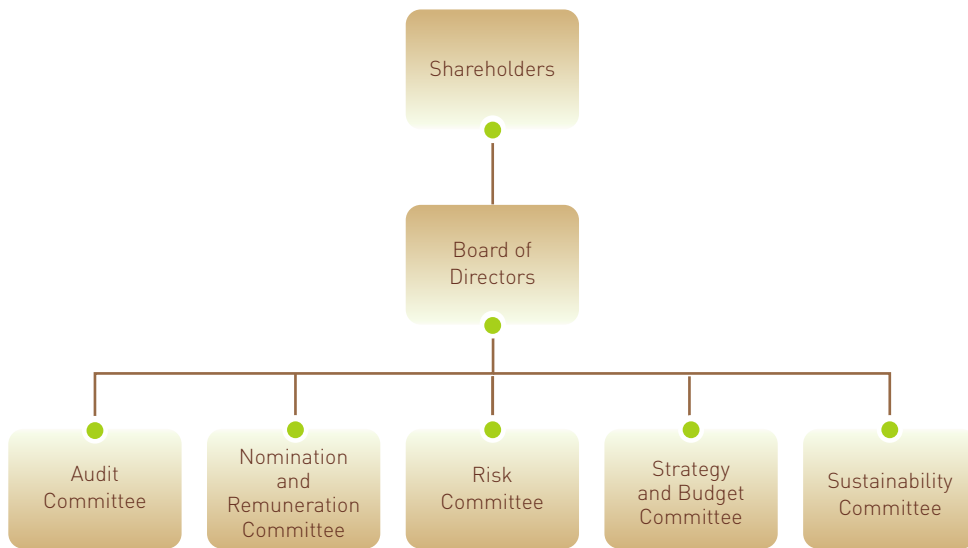 Shareholders
Board of
Directors
Audit
Committee
Nomination
and
Remuneration
Committee
Risk
Committee
Strategy
and Budget
Committee
Sustainability
Committee